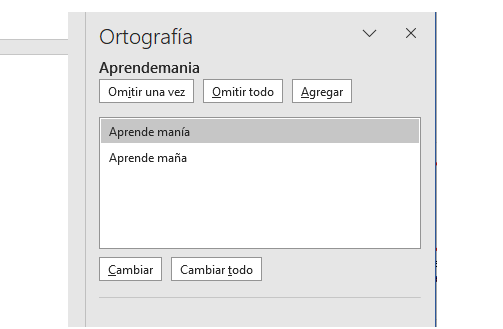 Ortografía
Aprendemania
Omitir una vez Omitir todo Agregar
Aprende manía
Aprende maña
Cambiar Cambiar todo